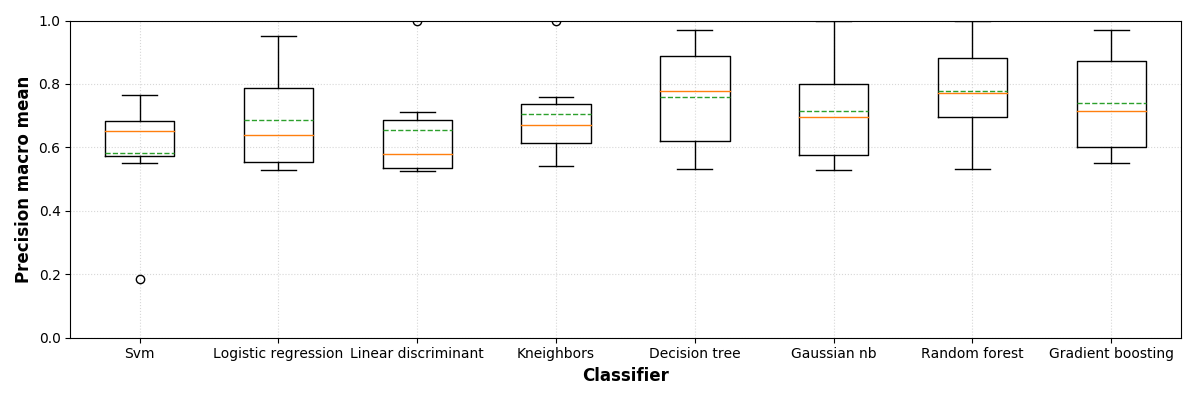 Precision macro mean
1.0
0.8
0.6
0.4
0.2
0.0
Svm Logistic regression Linear discriminant Kneighbors Decision tree Gaussian nb Random forest Gradient boosting
Classifier